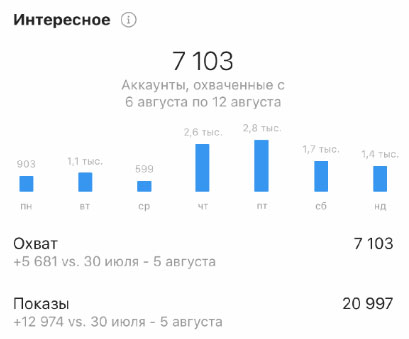 Интересное
7 103
Аккаунты, охваченные с
6 августа по 12 августа
903 1,1 тыс. 599 2,6 тыс. 2,8 тыс. 1,7 тыс. 1,4 тыс.
пн вт ср чт пт сб нд
Охват 7 103
+5 681 vs. 30 июля - 5 августа
Показы 20 997
+12 974 vs. 30 июля - 5 августа